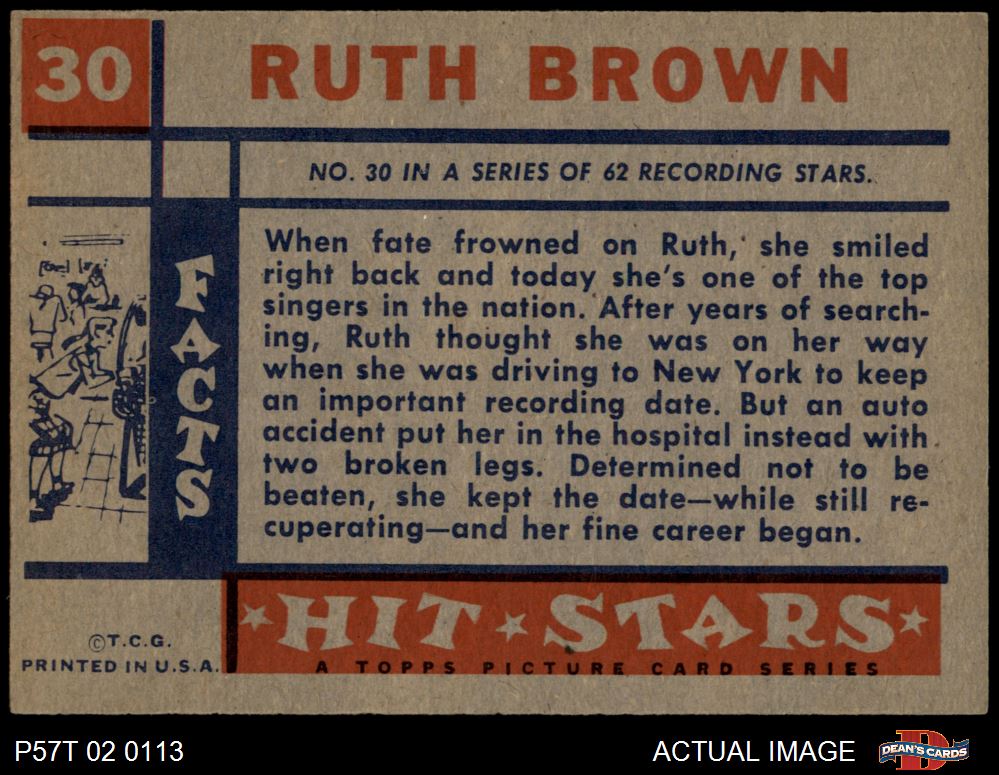 30
RUTH BROWN
NO. 30 IN A SERIES OF 62 RECORDING STARS.
FACTS
When fate frowned on Ruth, she smiled
right back and today she's one of the top
singers in the nation. After years of search-
ing, Ruth thought she was on her way
when she was driving to New York to keep
an important recording date. But an auto
accident put her in the hospital instead with
two broken legs. Determined not to be
beaten, she kept the date—while still re-
cuperating—and her fine career began.
©T.C.G.
PRINTED IN U.S.A.
HIT STARS
A TOPPS PICTURE CARD SERIES
P57T 02 0113
ACTUAL IMAGE
D
DEAN'S CARDS